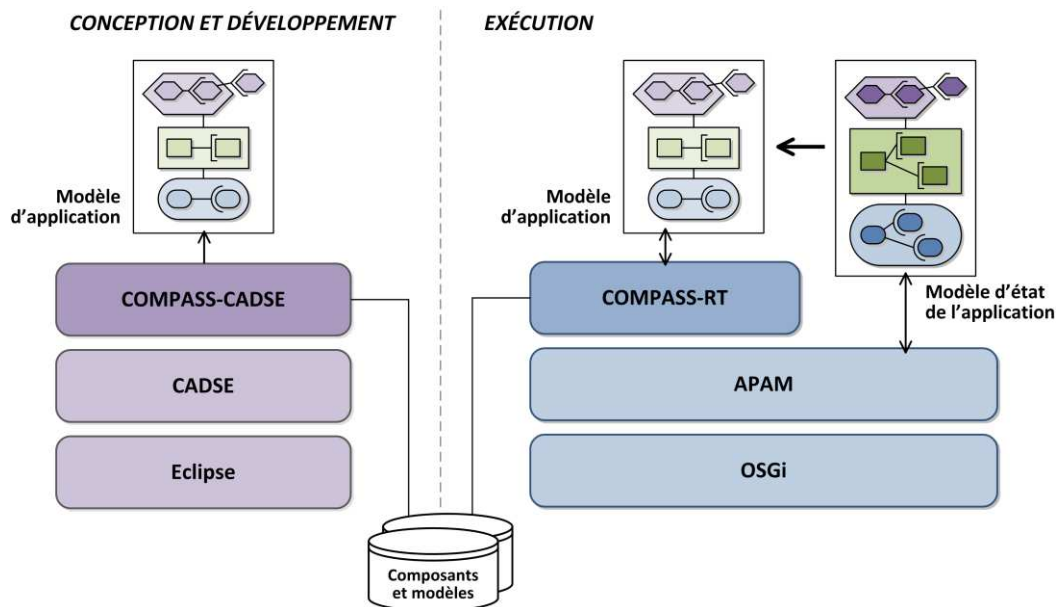 CONCEPTION ET DÉVELOPPEMENT
EXÉCUTION
Modèle
d'application
Modèle
d'application
COMPASS-CADSE
COMPASS-RT
Modèle d'état
de l'application
CADSE
APAM
Eclipse
OSGi
Composants
et modèles